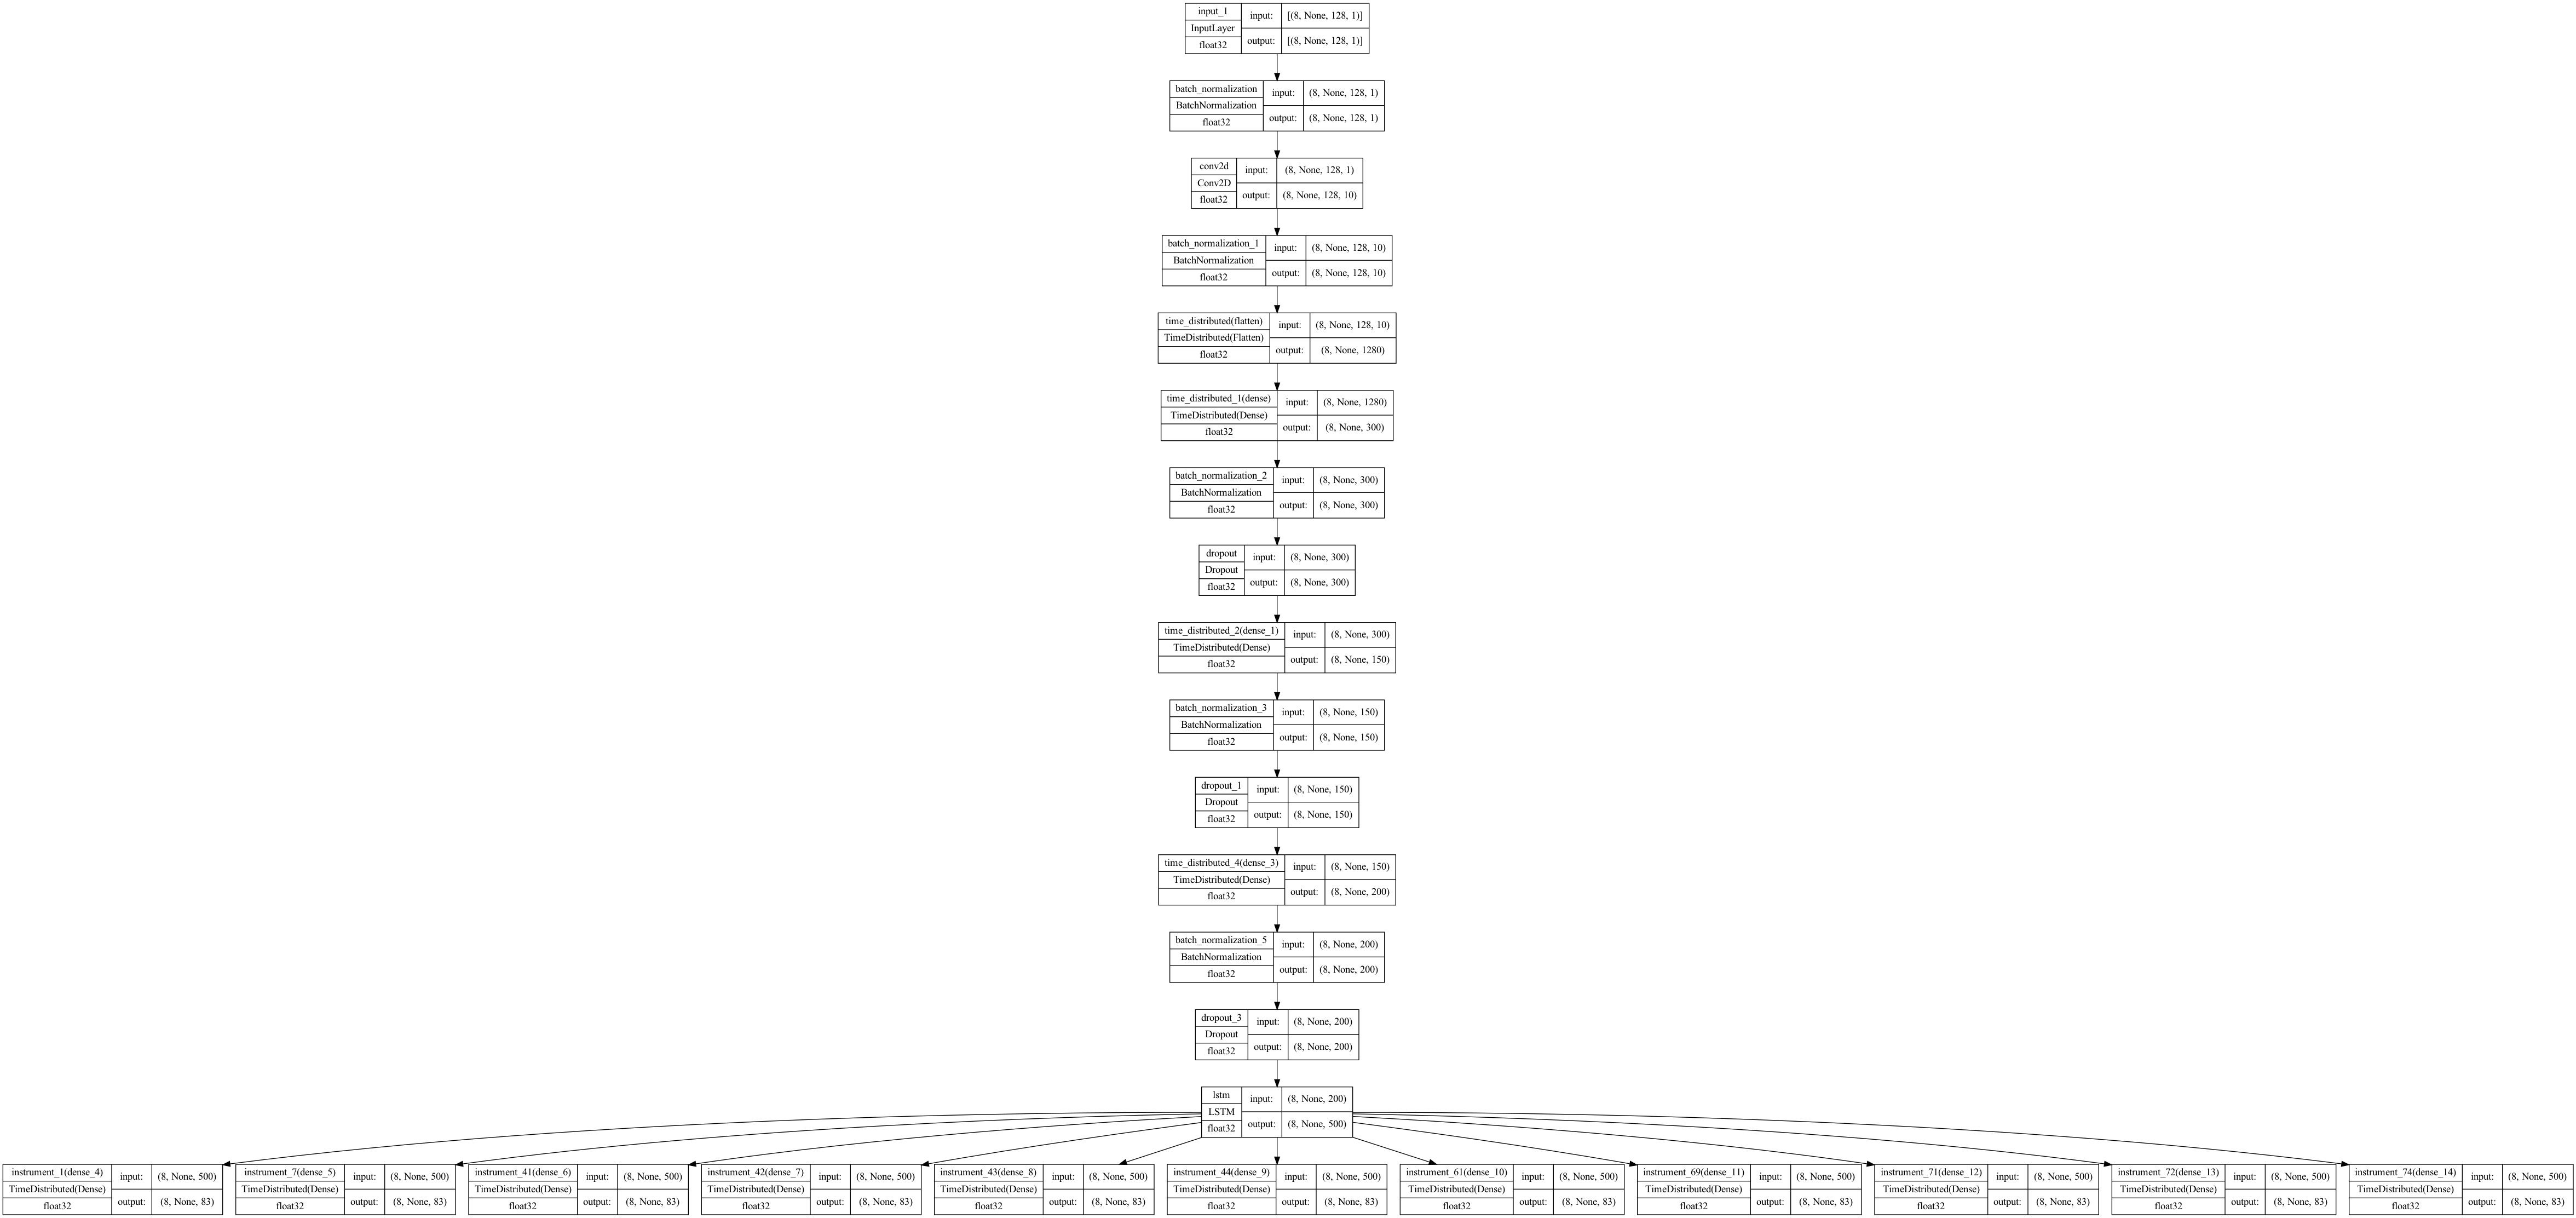 input_1
InputLayer
float32
input:
[(8, None, 128, 1)]
output:
[(8, None, 128, 1)]
batch_normalization
BatchNormalization
float32
input:
(8, None, 128, 1)
output:
(8, None, 128, 1)
conv2d
Conv2D
float32
input:
(8, None, 128, 1)
output:
(8, None, 128, 10)
batch_normalization_1
BatchNormalization
float32
input:
(8, None, 128, 10)
output:
(8, None, 128, 10)
time_distributed(flatten)
TimeDistributed(Flatten)
float32
input:
(8, None, 128, 10)
output:
(8, None, 1280)
time_distributed_1(dense)
TimeDistributed(Dense)
float32
input:
(8, None, 1280)
output:
(8, None, 300)
batch_normalization_2
BatchNormalization
float32
input:
(8, None, 300)
output:
(8, None, 300)
dropout
Dropout
float32
input:
(8, None, 300)
output:
(8, None, 300)
time_distributed_2(dense_1)
TimeDistributed(Dense)
float32
input:
(8, None, 300)
output:
(8, None, 150)
batch_normalization_3
BatchNormalization
float32
input:
(8, None, 150)
output:
(8, None, 150)
dropout_1
Dropout
float32
input:
(8, None, 150)
output:
(8, None, 150)
time_distributed_4(dense_3)
TimeDistributed(Dense)
float32
input:
(8, None, 150)
output:
(8, None, 200)
batch_normalization_5
BatchNormalization
float32
input:
(8, None, 200)
output:
(8, None, 200)
dropout_3
Dropout
float32
input:
(8, None, 200)
output:
(8, None, 200)
lstm
LSTM
float32
input:
(8, None, 200)
output:
(8, None, 500)
instrument_1(dense_4)
TimeDistributed(Dense)
float32
input:
(8, None, 500)
output:
(8, None, 83)
instrument_7(dense_5)
TimeDistributed(Dense)
float32
input:
(8, None, 500)
output:
(8, None, 83)
instrument_41(dense_6)
TimeDistributed(Dense)
float32
input:
(8, None, 500)
output:
(8, None, 83)
instrument_42(dense_7)
TimeDistributed(Dense)
float32
input:
(8, None, 500)
output:
(8, None, 83)
instrument_43(dense_8)
TimeDistributed(Dense)
float32
input:
(8, None, 500)
output:
(8, None, 83)
instrument_44(dense_9)
TimeDistributed(Dense)
float32
input:
(8, None, 500)
output:
(8, None, 83)
instrument_61(dense_10)
TimeDistributed(Dense)
float32
input:
(8, None, 500)
output:
(8, None, 83)
instrument_69(dense_11)
TimeDistributed(Dense)
float32
input:
(8, None, 500)
output:
(8, None, 83)
instrument_71(dense_12)
TimeDistributed(Dense)
float32
input:
(8, None, 500)
output:
(8, None, 83)
instrument_72(dense_13)
TimeDistributed(Dense)
float32
input:
(8, None, 500)
output:
(8, None, 83)
instrument_74(dense_14)
TimeDistributed(Dense)
float32
input:
(8, None, 500)
output:
(8, None, 83)